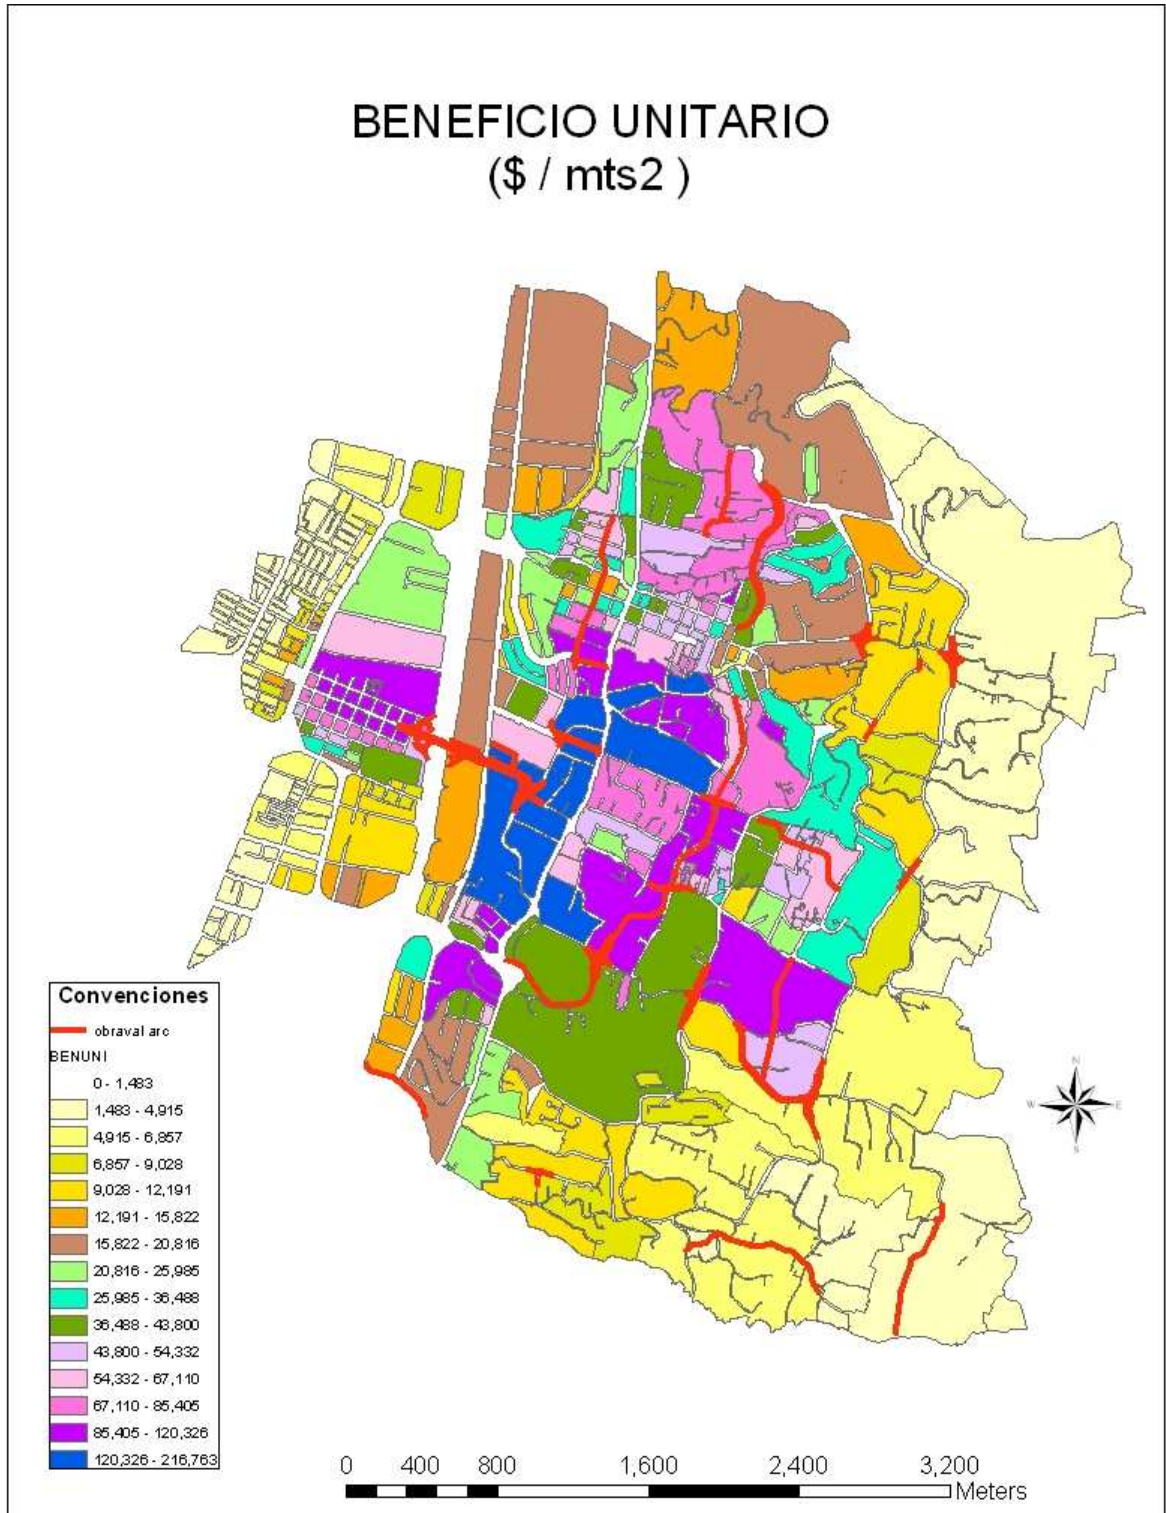 BENEFICIO UNITARIO
($ / mts2 )
Convenciones
obraval arc
BENUNI
0 - 1,483
1,483 - 4,915
4,915 - 6,857
6,857 - 9,028
9,028 - 12,191
12,191 - 15,822
15,822 - 20,816
20,816 - 25,985
25,985 - 36,488
36,488 - 43,800
43,800 - 54,332
54,332 - 67,110
67,110 - 85,405
85,405 - 120,326
120,326 - 216,763
N
W E
S
0 400 800 1,600 2,400 3,200
Meters